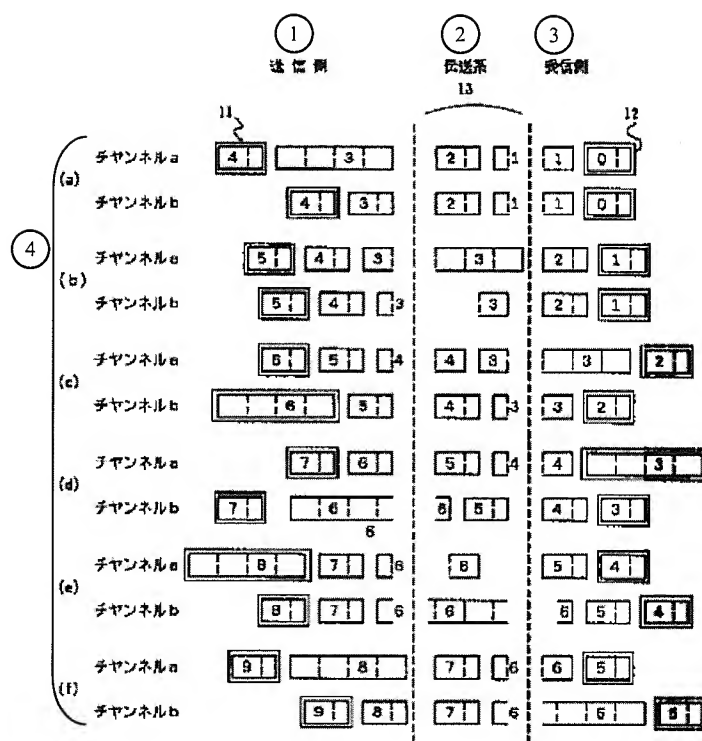 1 2 3
送信側 伝送系 受信側
13
11 12
4
(a)
チャンネルa 4 3 2 1 1 0
チャンネルb 4 3 2 1 1 0
(b)
チャンネルa 5 4 3 3 2 1
チャンネルb 5 4 3 3 2 1
(c)
チャンネルa 6 5 4 4 3 3 2
チャンネルb 6 5 4 3 3 2
(d)
チャンネルa 7 6 5 4 4 3
チャンネルb 7 6 6 5 4 3
6
(e)
チャンネルa 8 7 6 6 5 4
チャンネルb 8 7 6 6 6 5 4
(f)
チャンネルa 9 8 7 6 6 5
チャンネルb 9 8 7 6 6 5